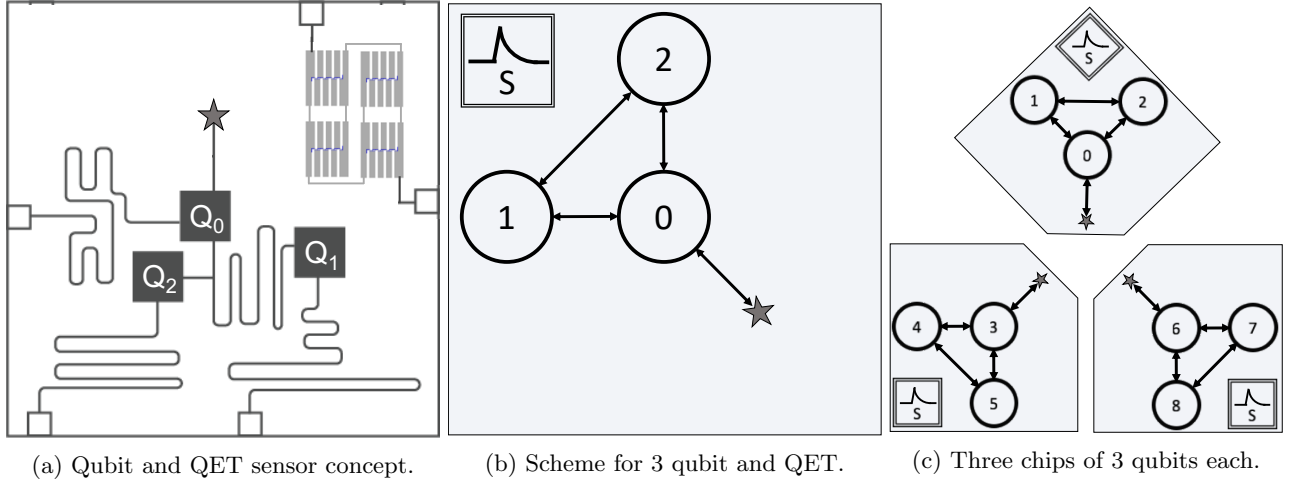 Q0
Q2
Q1
S
2
1
0
S
1
2
0
4
3
5
S
6
7
8
S
(a) Qubit and QET sensor concept.
(b) Scheme for 3 qubit and QET.
(c) Three chips of 3 qubits each.